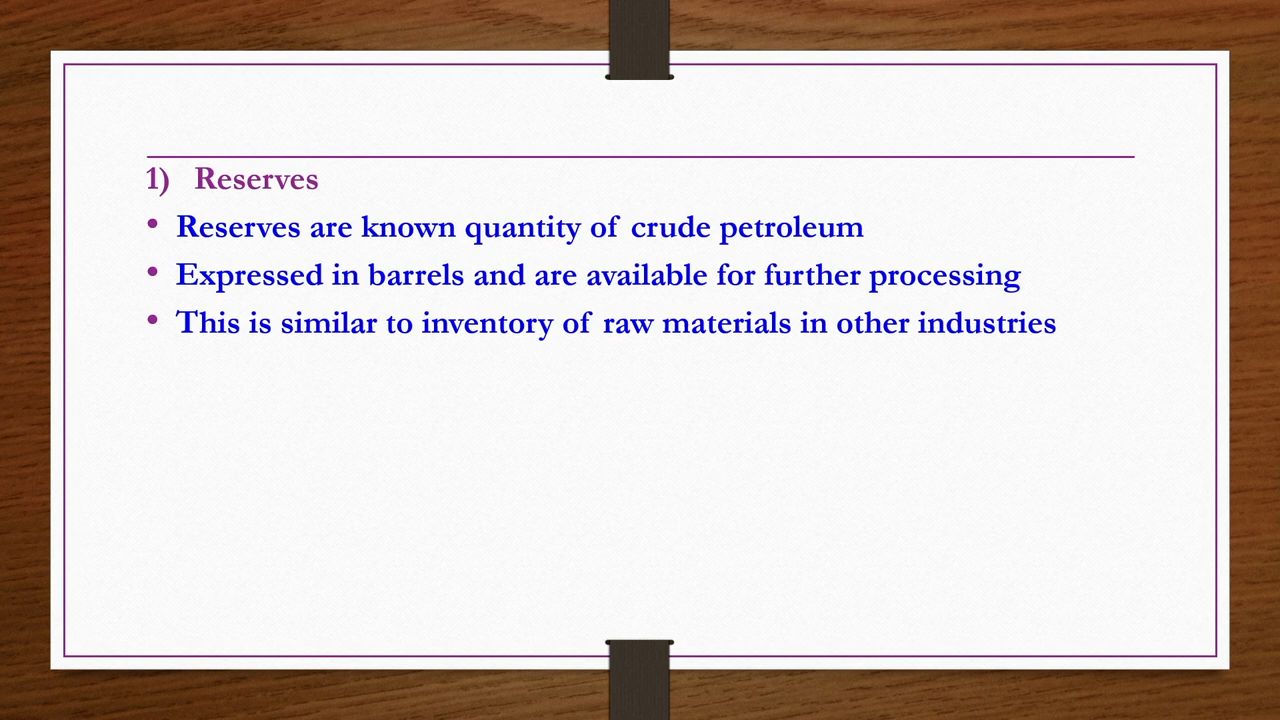 1) Reserves
• Reserves are known quantity of crude petroleum
• Expressed in barrels and are available for further processing
• This is similar to inventory of raw materials in other industries